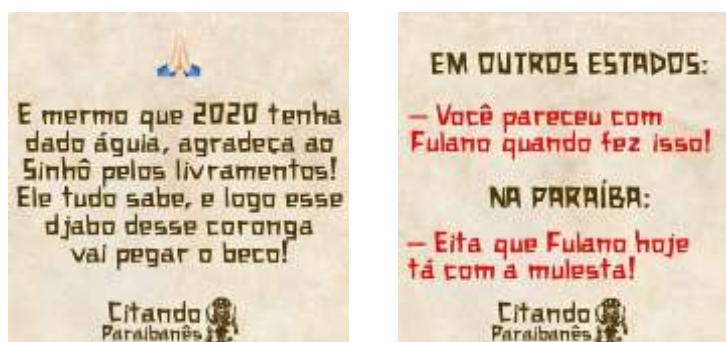 E mermo que 2020 tenha
dado águia, agradeça ao
Sinhô pelos livramentos!
Ele tudo sabe, e logo esse
djabo desse coronga
vai pegar o beco!
Citando
Paraibanês
EM OUTROS ESTADOS:
– Você pareceu com
Fulano quando fez isso!
NA PARAÍBA:
– Eita que Fulano hoje
tá com a mulesta!
Citando
Paraibanês